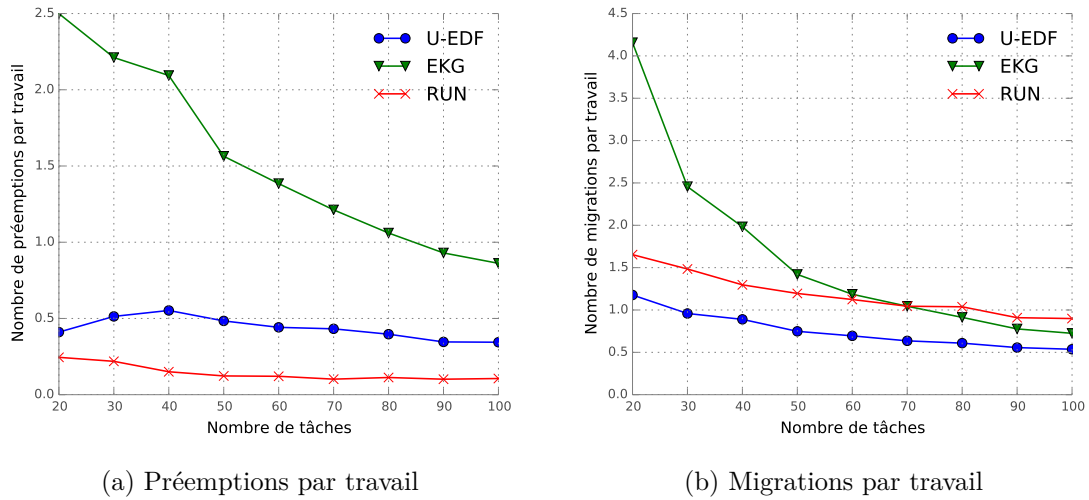 2.5
2.0
1.5
1.0
0.5
0.0
Nombre de préemptions par travail
20 30 40 50 60 70 80 90 100
Nombre de tâches
U-EDF
EKG
RUN
(a) Préemptions par travail
4.5
4.0
3.5
3.0
2.5
2.0
1.5
1.0
0.5
0.0
Nombre de migrations par travail
20 30 40 50 60 70 80 90 100
Nombre de tâches
U-EDF
EKG
RUN
(b) Migrations par travail